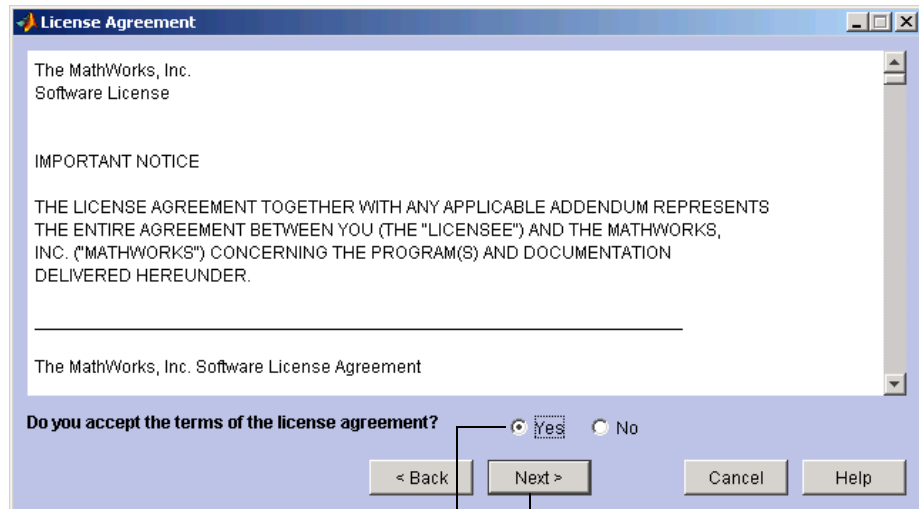 License Agreement
The MathWorks, Inc.
Software License
IMPORTANT NOTICE
THE LICENSE AGREEMENT TOGETHER WITH ANY APPLICABLE ADDENDUM REPRESENTS
THE ENTIRE AGREEMENT BETWEEN YOU (THE "LICENSEE") AND THE MATHWORKS,
INC. ("MATHWORKS") CONCERNING THE PROGRAM(S) AND DOCUMENTATION
DELIVERED HEREUNDER.
The MathWorks, Inc. Software License Agreement
Do you accept the terms of the license agreement? Yes No
< Back Next > Cancel Help